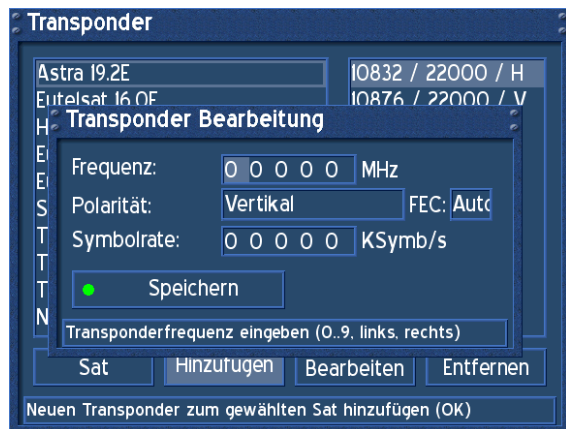 Transponder
Astra 19.2E
10832 / 22000 / H
Eutelsat 16.0E
10876 / 22000 / V
Transponder Bearbeitung
Frequenz: 0 0 0 0 0 MHz
Polarität: Vertikal FEC: Auto
Symbolrate: 0 0 0 0 0 KSymb/s
Speichern
Transponderfrequenz eingeben (0..9, links, rechts)
Sat Hinzufügen Bearbeiten Entfernen
Neuen Transponder zum gewählten Sat hinzufügen (OK)